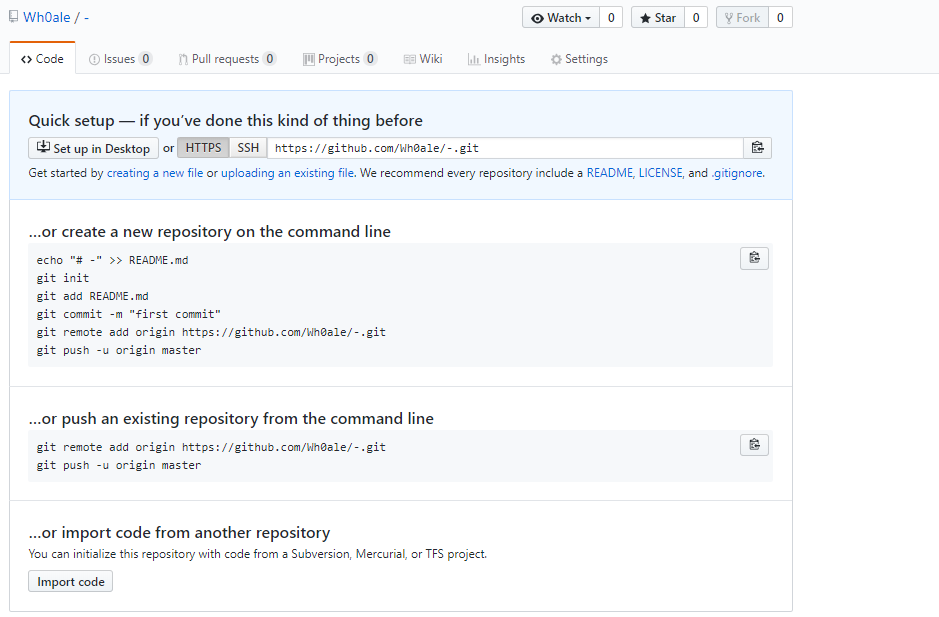 Wh0ale / -
Watch 0 Star 0 Fork 0
Code Issues 0 Pull requests 0 Projects 0 Wiki Insights Settings
Quick setup — if you’ve done this kind of thing before
Set up in Desktop or HTTPS SSH https://github.com/Wh0ale/-.git
Get started by creating a new file or uploading an existing file. We recommend every repository include a README, LICENSE, and .gitignore.
…or create a new repository on the command line
echo "# -" >> README.md
git init
git add README.md
git commit -m "first commit"
git remote add origin https://github.com/Wh0ale/-.git
git push -u origin master
…or push an existing repository from the command line
git remote add origin https://github.com/Wh0ale/-.git
git push -u origin master
…or import code from another repository
You can initialize this repository with code from a Subversion, Mercurial, or TFS project.
Import code